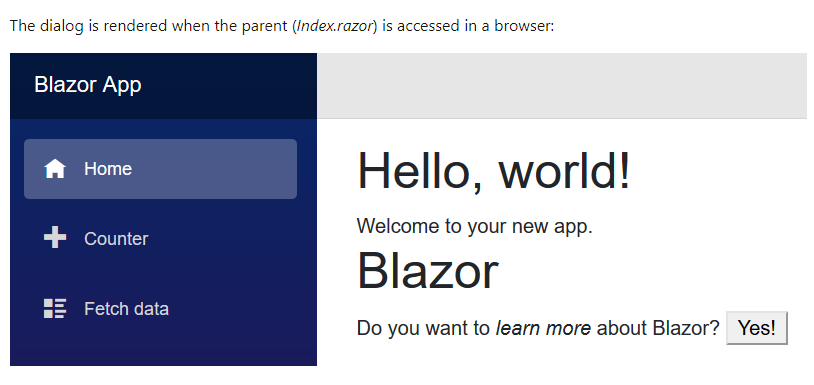 The dialog is rendered when the parent (Index.razor) is accessed in a browser:
Blazor App
Home
Counter
Fetch data
Hello, world!
Welcome to your new app.
Blazor
Do you want to learn more about Blazor? Yes!